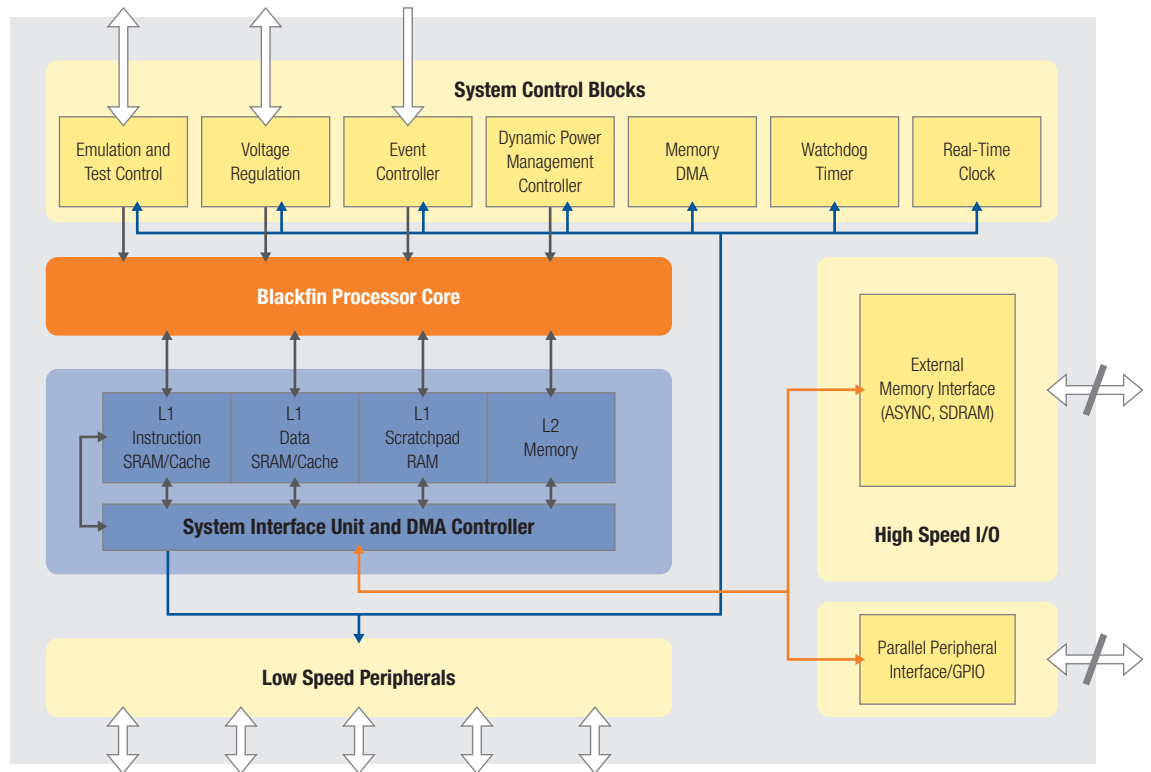 System Control Blocks
Emulation and
Test Control
Voltage
Regulation
Event
Controller
Dynamic Power
Management
Controller
Memory
DMA
Watchdog
Timer
Real-Time
Clock
Blackfin Processor Core
L1
Instruction
SRAM/Cache
L1
Data
SRAM/Cache
L1
Scratchpad
RAM
L2
Memory
System Interface Unit and DMA Controller
External
Memory Interface
(ASYNC, SDRAM)
High Speed I/O
Parallel Peripheral
Interface/GPIO
Low Speed Peripherals